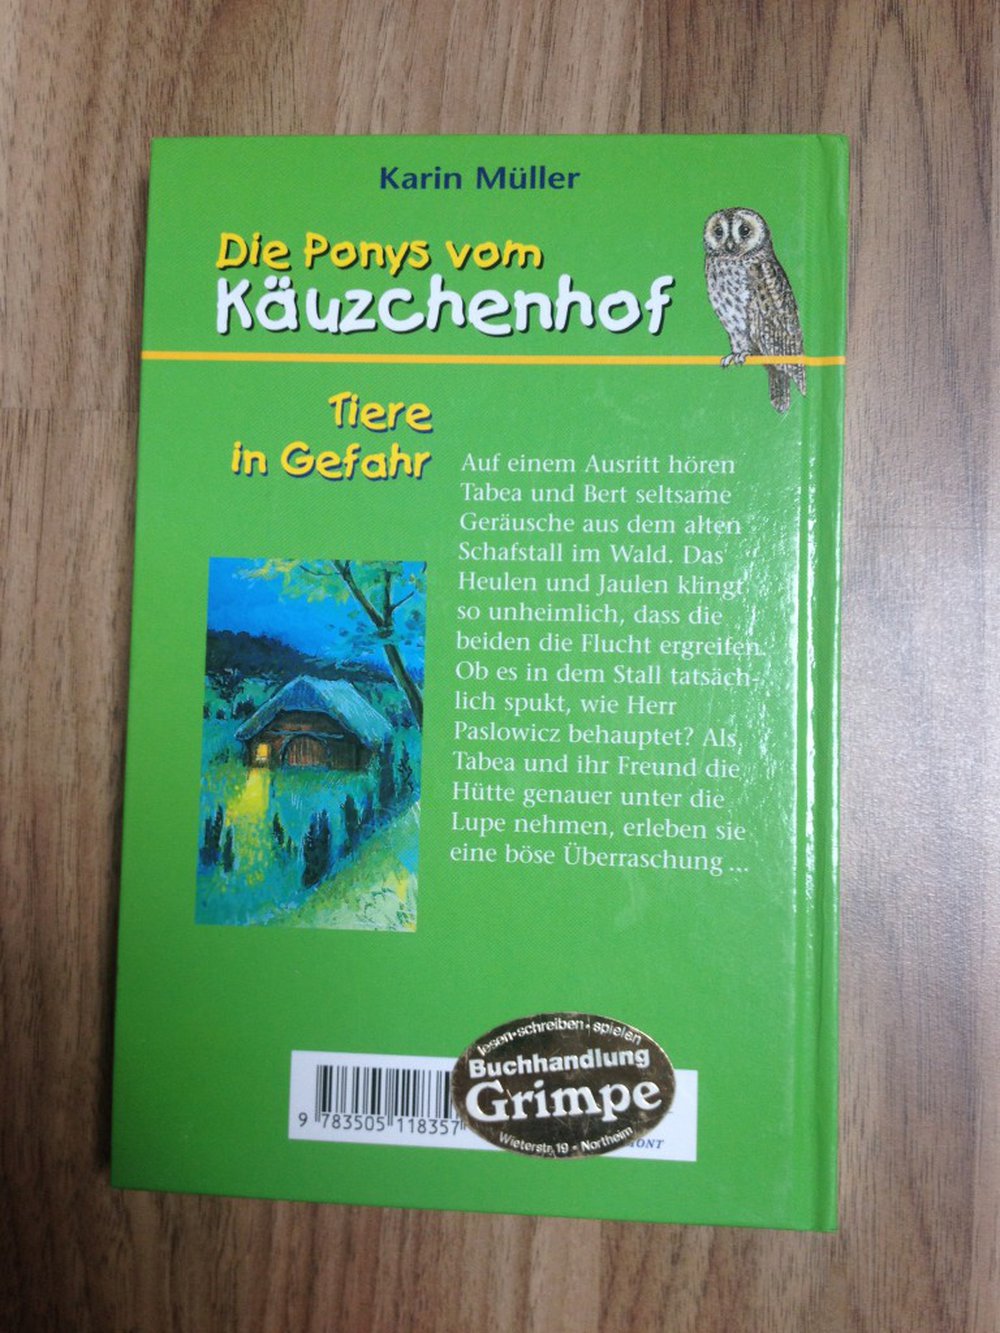 Karin Müller
Die Ponys vom
Käuzchenhof
Tiere
in Gefahr
Auf einem Ausritt hören
Tabea und Bert seltsame
Geräusche aus dem alten
Schafstall im Wald. Das
Heulen und Jaulen klingt
so unheimlich, dass die
beiden die Flucht ergreifen.
Ob es in dem Stall tatsäch-
lich spukt, wie Herr
Paslowicz behauptet? Als
Tabea und ihr Freund die
Hütte genauer unter die
Lupe nehmen, erleben sie
eine böse Überraschung ...
lesen • schreiben • spielen
Buchhandlung
Grimpe
Wieterstr. 19 - Northeim
9 783505 118357